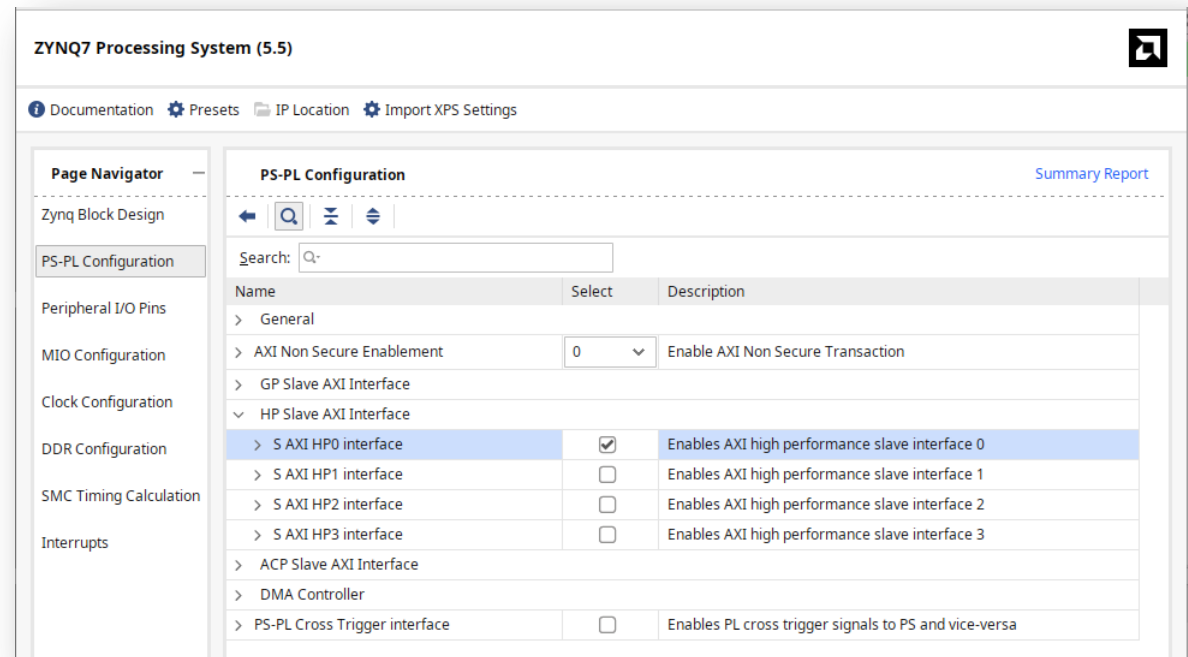 ZYNQ7 Processing System (5.5)
Documentation Presets IP Location Import XPS Settings
Page Navigator
Zynq Block Design
PS-PL Configuration
Peripheral I/O Pins
MIO Configuration
Clock Configuration
DDR Configuration
SMC Timing Calculation
Interrupts
PS-PL Configuration Summary Report
Search:
Name Select Description
General
AXI Non Secure Enablement 0 Enable AXI Non Secure Transaction
GP Slave AXI Interface
HP Slave AXI Interface
S AXI HP0 interface Enables AXI high performance slave interface 0
S AXI HP1 interface Enables AXI high performance slave interface 1
S AXI HP2 interface Enables AXI high performance slave interface 2
S AXI HP3 interface Enables AXI high performance slave interface 3
ACP Slave AXI Interface
DMA Controller
PS-PL Cross Trigger interface Enables PL cross trigger signals to PS and vice-versa